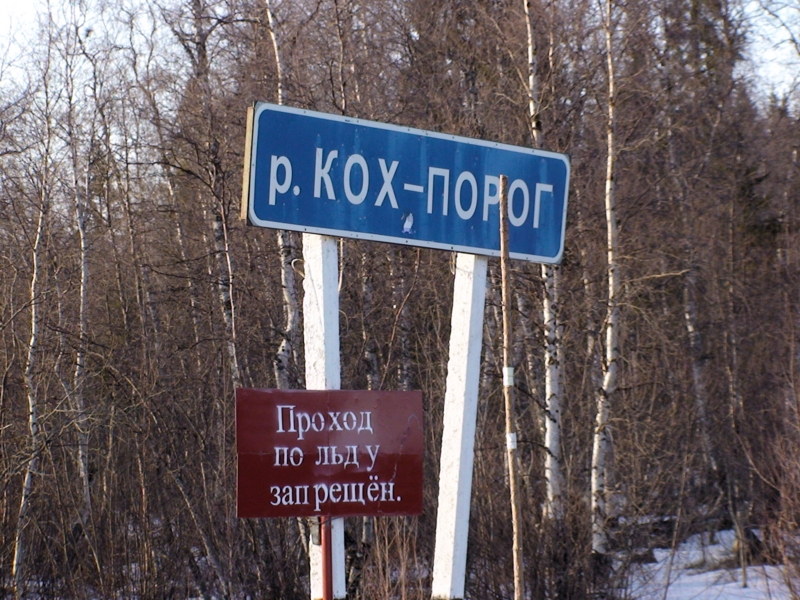 р. КОХ-ПОРОГ
Проход
по льду
запрещён.